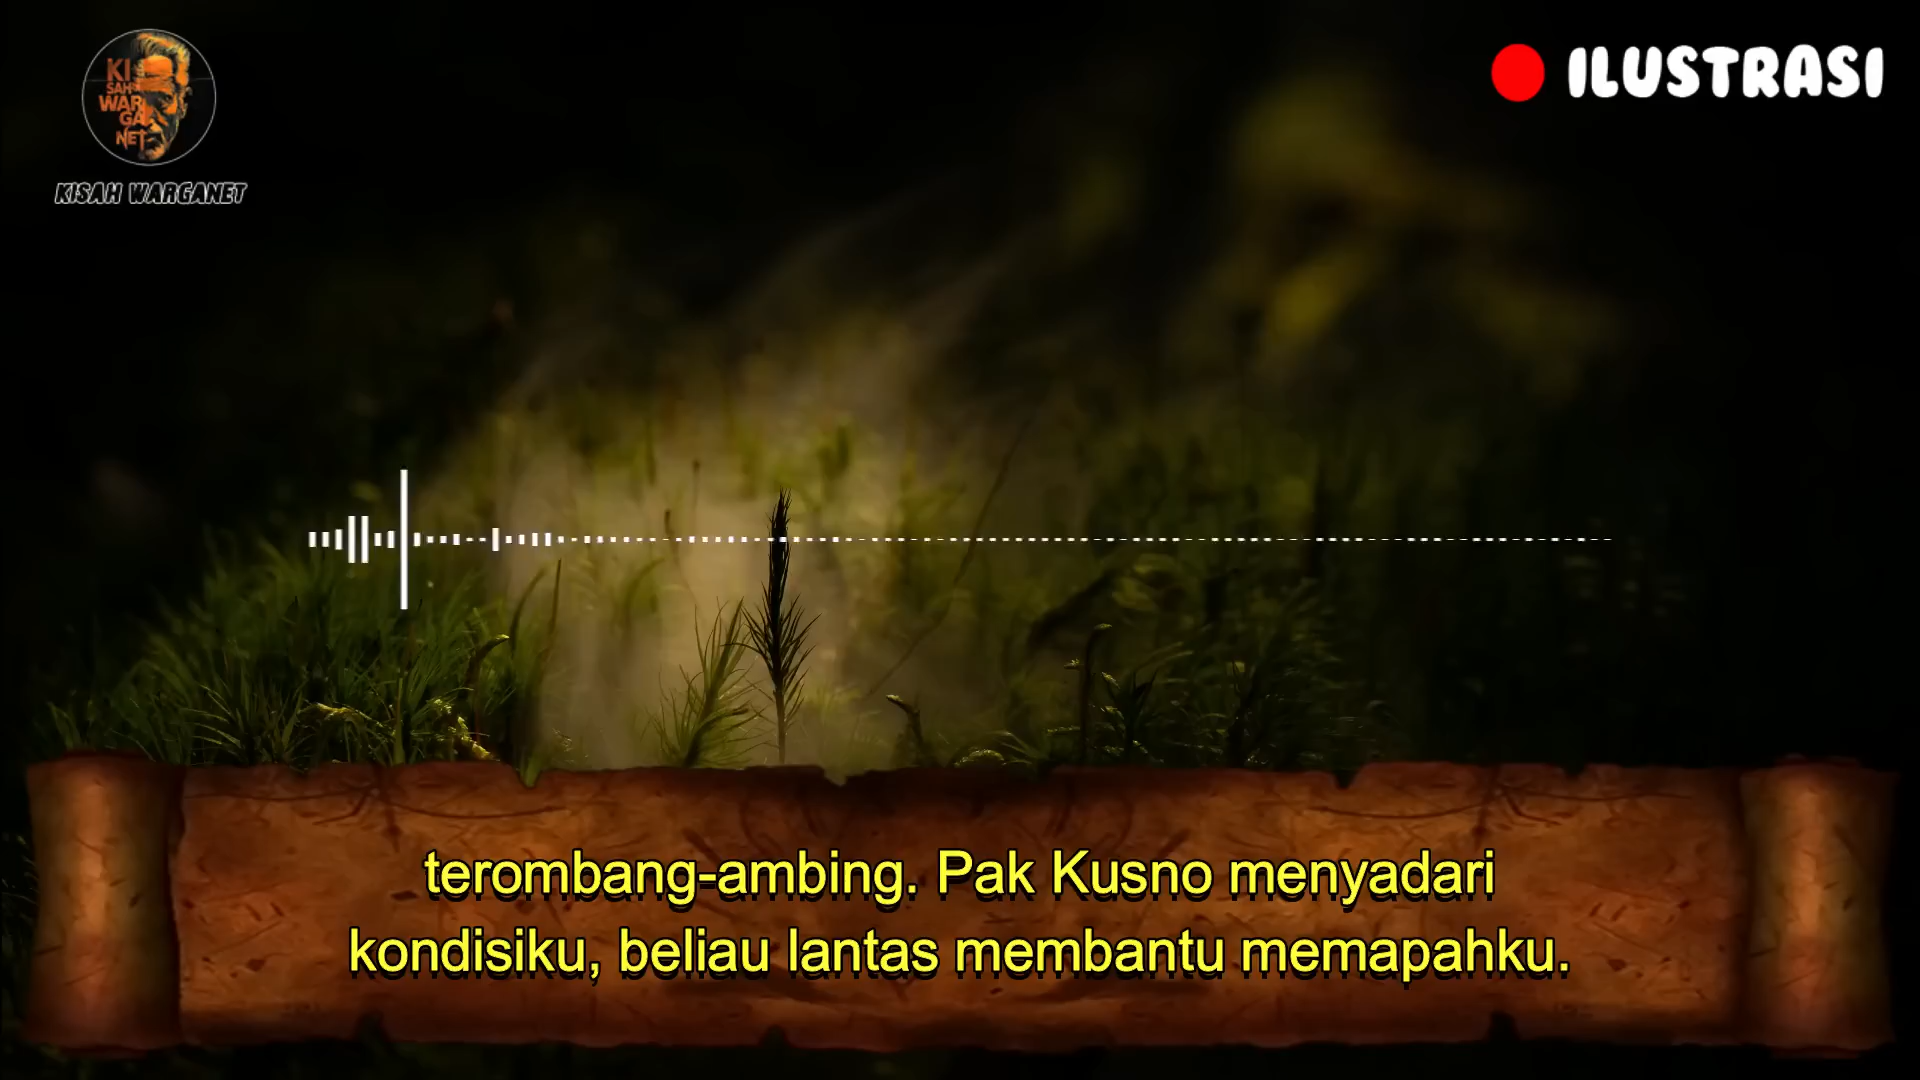 KI
SAH
WAR
GA
NET
KISAH WARGANET
ILUSTRASI
terombang-ambing. Pak Kusno menyadari
kondisiku, beliau lantas membantu memapahku.